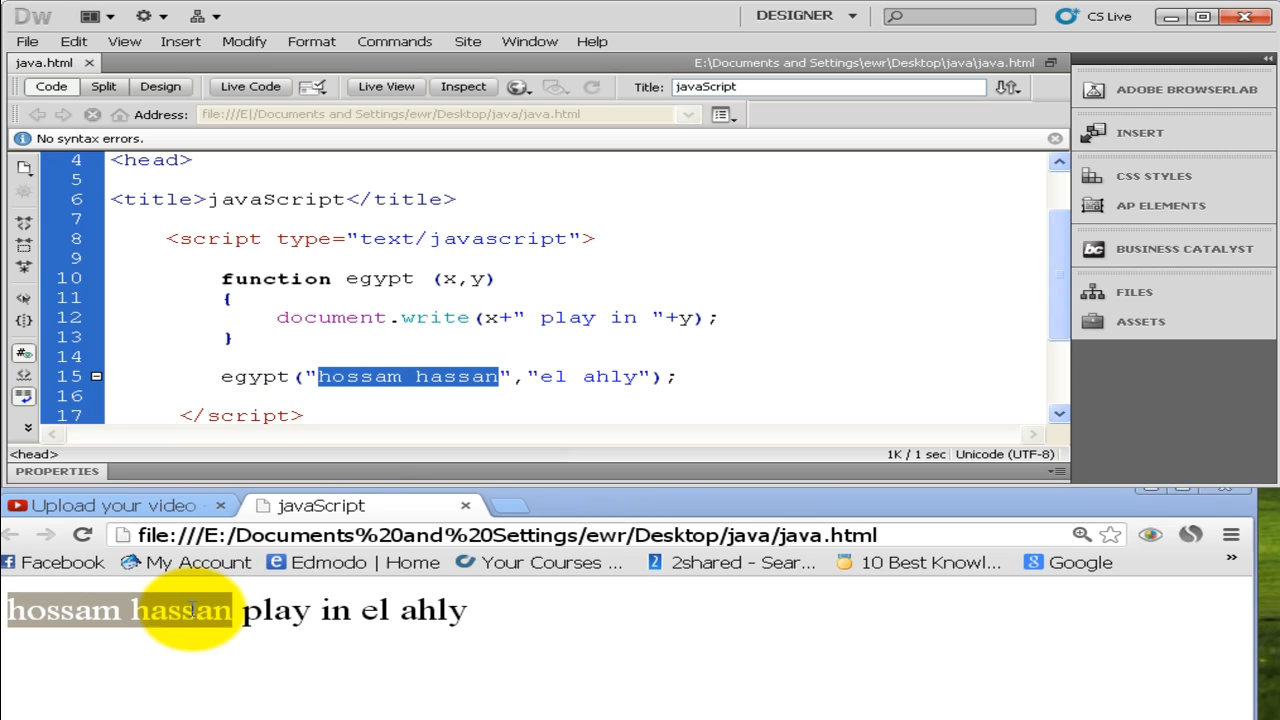 Dw DESIGNER CS Live
File Edit View Insert Modify Format Commands Site Window Help
java.html E:\Documents and Settings\ewr\Desktop\java\java.html
Code Split Design Live Code Live View Inspect Title: javaScript
Address: file:///E|/Documents and Settings/ewr/Desktop/java/java.html
No syntax errors.
4 <head>
5
6 <title>javaScript</title>
7
8 <script type="text/javascript">
9
10 function egypt (x,y)
11 {
12 document.write(x+" play in "+y);
13 }
14
15 egypt("hossam hassan","el ahly");
16
17 </script>
<head> 1K / 1 sec Unicode (UTF-8)
PROPERTIES
ADOBE BROWSERLAB
INSERT
CSS STYLES
AP ELEMENTS
bc BUSINESS CATALYST
FILES
ASSETS
Upload your video javaScript
file:///E:/Documents%20and%20Settings/ewr/Desktop/java/java.html
Facebook My Account Edmodo | Home Your Courses ... 2shared - Sear... 10 Best Knowl... Google »
hossam hassan play in el ahly